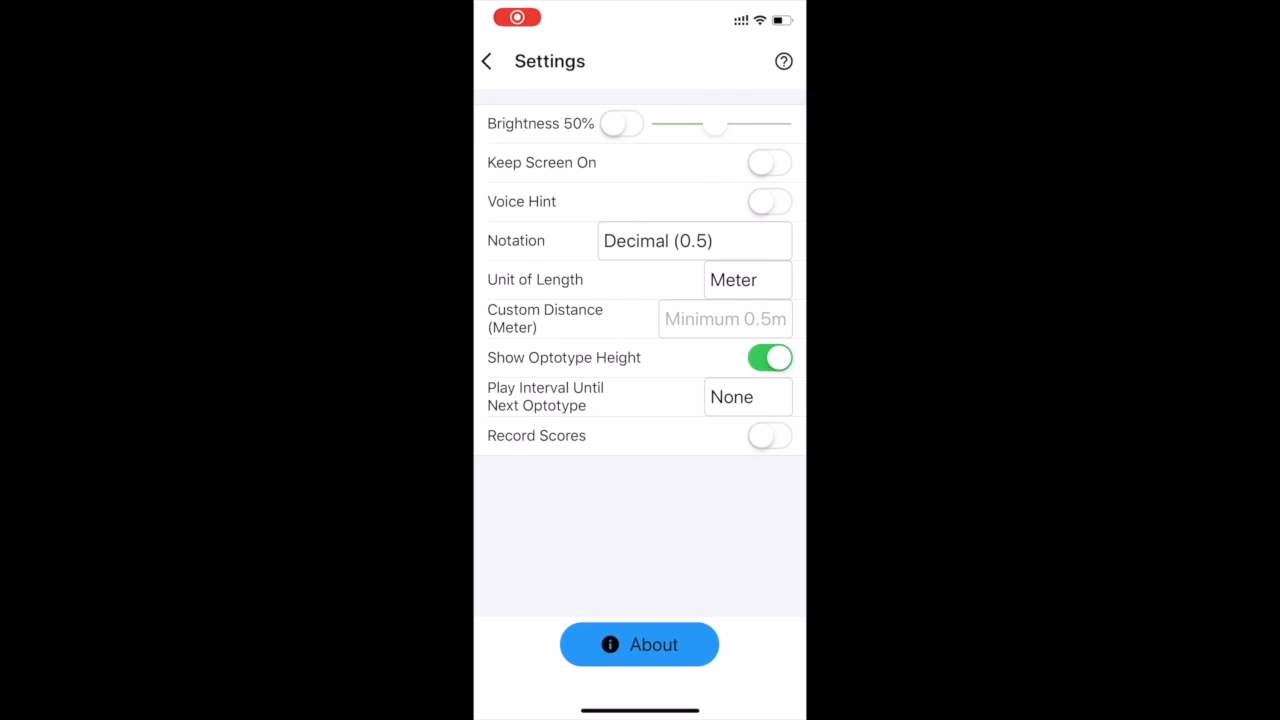 Settings
Brightness 50%
Keep Screen On
Voice Hint
Notation Decimal (0.5)
Unit of Length Meter
Custom Distance
(Meter)
Minimum 0.5m
Show Optotype Height
Play Interval Until
Next Optotype
None
Record Scores
About